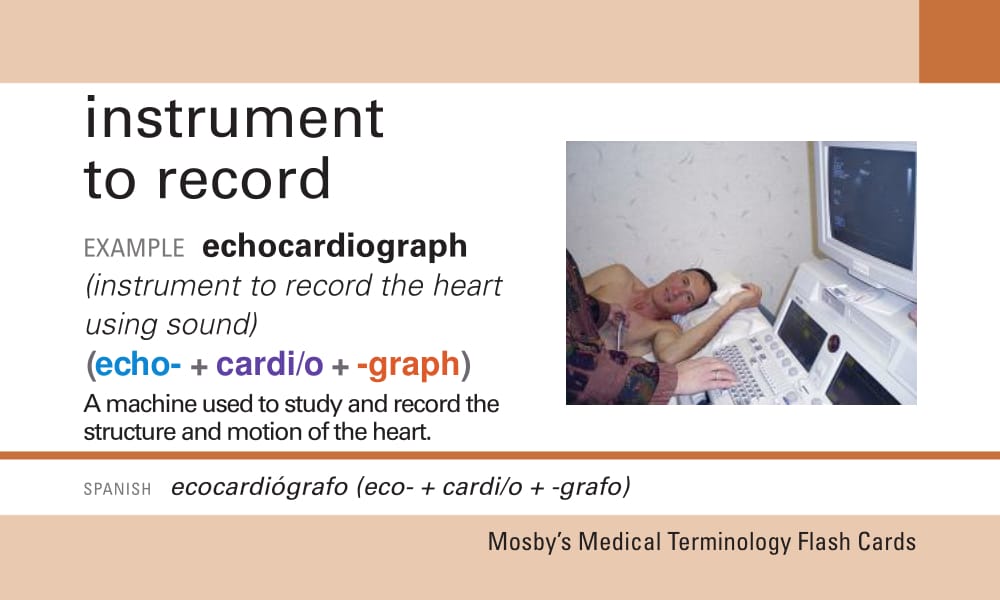 instrument
to record
EXAMPLE echocardiograph
(instrument to record the heart
using sound)
(echo- + cardi/o + -graph)
A machine used to study and record the
structure and motion of the heart.
SPANISH ecocardiógrafo (eco- + cardi/o + -grafo)
Mosby's Medical Terminology Flash Cards